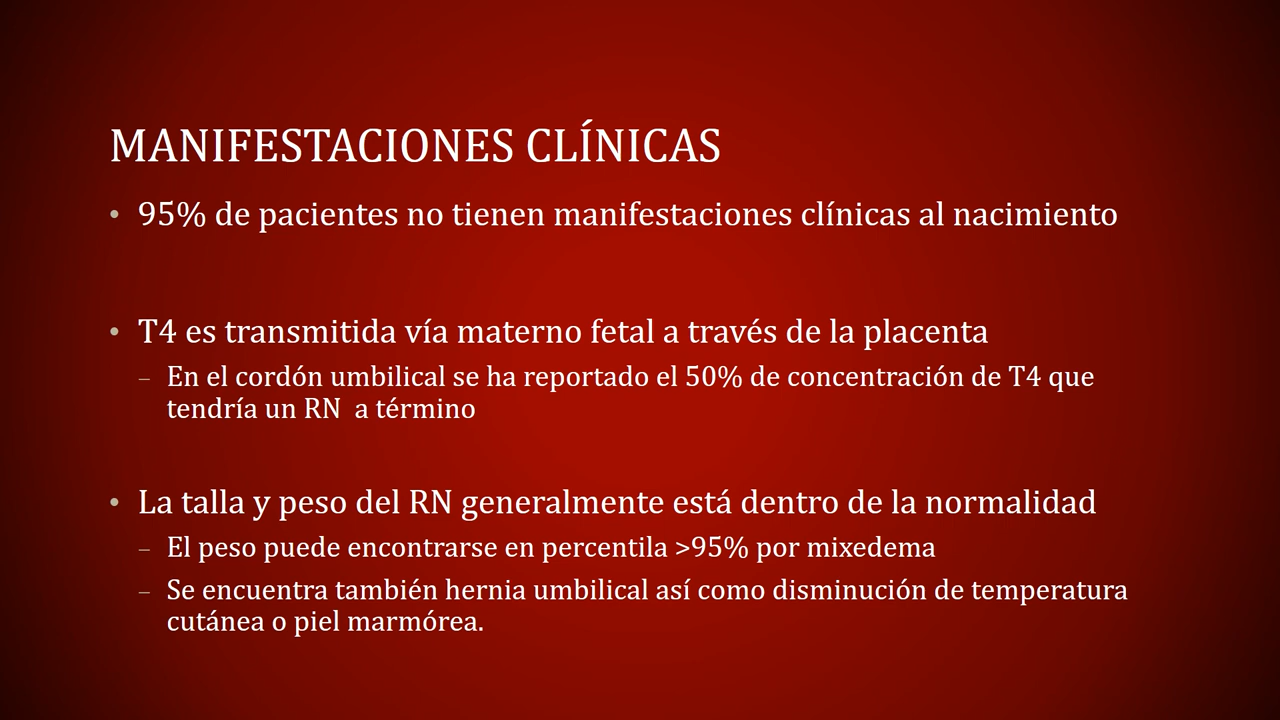 MANIFESTACIONES CLÍNICAS
• 95% de pacientes no tienen manifestaciones clínicas al nacimiento
• T4 es transmitida vía materno fetal a través de la placenta
– En el cordón umbilical se ha reportado el 50% de concentración de T4 que
tendría un RN  a término
• La talla y peso del RN generalmente está dentro de la normalidad
– El peso puede encontrarse en percentila >95% por mixedema
– Se encuentra también hernia umbilical así como disminución de temperatura
cutánea o piel marmórea.